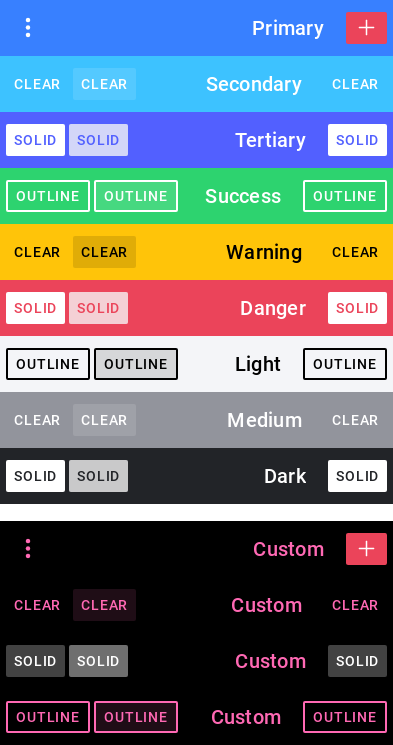 Primary
CLEAR CLEAR Secondary CLEAR
SOLID SOLID Tertiary SOLID
OUTLINE OUTLINE Success OUTLINE
CLEAR CLEAR Warning CLEAR
SOLID SOLID Danger SOLID
OUTLINE OUTLINE Light OUTLINE
CLEAR CLEAR Medium CLEAR
SOLID SOLID Dark SOLID
Custom
CLEAR CLEAR Custom CLEAR
SOLID SOLID Custom SOLID
OUTLINE OUTLINE Custom OUTLINE